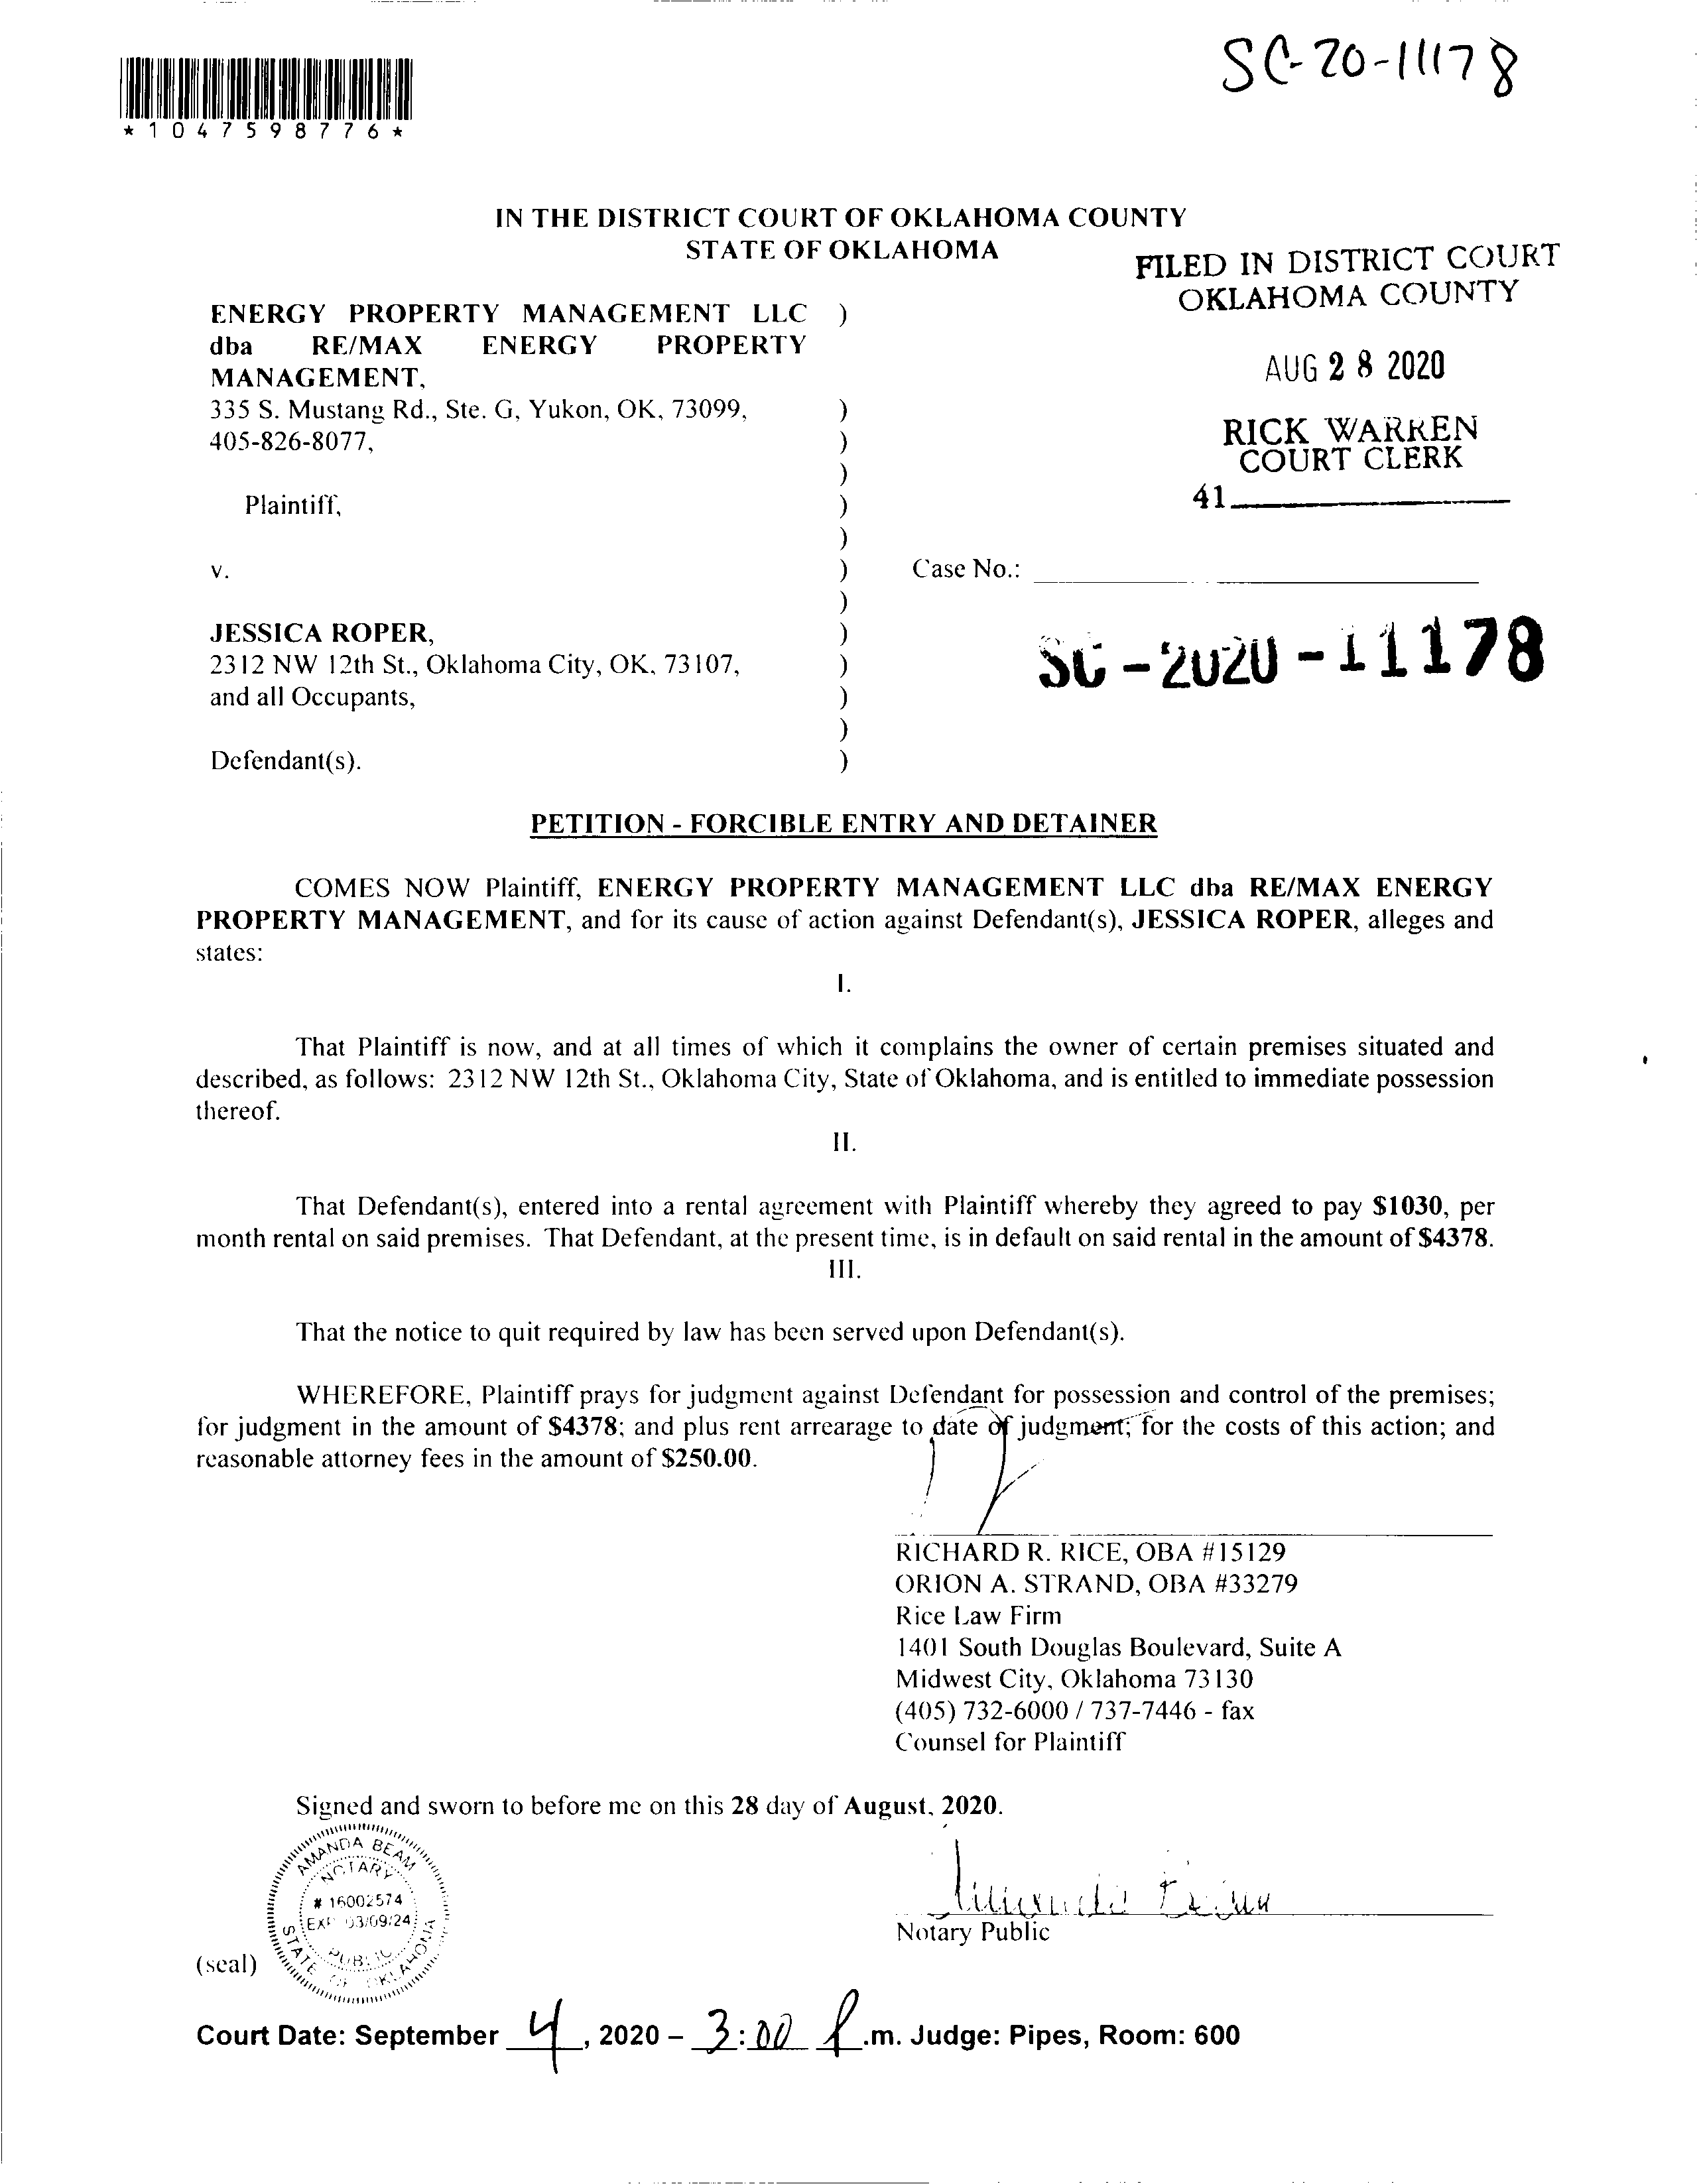 SC-20-11178
*1047598776*
IN THE DISTRICT COURT OF OKLAHOMA COUNTY
STATE OF OKLAHOMA
FILED IN DISTRICT COURT
OKLAHOMA COUNTY
AUG 28 2020
RICK WARREN
COURT CLERK
41
ENERGY PROPERTY MANAGEMENT LLC )
dba RE/MAX ENERGY PROPERTY
MANAGEMENT,
335 S. Mustang Rd., Ste. G, Yukon, OK, 73099, )
405-826-8077, )
)
Plaintiff, )
)
v. ) Case No.:
)
JESSICA ROPER, )
2312 NW 12th St., Oklahoma City, OK, 73107, )
and all Occupants, )
)
Defendant(s). )
SC-2020-11178
PETITION - FORCIBLE ENTRY AND DETAINER
COMES NOW Plaintiff, ENERGY PROPERTY MANAGEMENT LLC dba RE/MAX ENERGY
PROPERTY MANAGEMENT, and for its cause of action against Defendant(s), JESSICA ROPER, alleges and
states:
I.
That Plaintiff is now, and at all times of which it complains the owner of certain premises situated and
described, as follows: 2312 NW 12th St., Oklahoma City, State of Oklahoma, and is entitled to immediate possession
thereof.
II.
That Defendant(s), entered into a rental agreement with Plaintiff whereby they agreed to pay $1030, per
month rental on said premises. That Defendant, at the present time, is in default on said rental in the amount of $4378.
III.
That the notice to quit required by law has been served upon Defendant(s).
WHEREFORE, Plaintiff prays for judgment against Defendant for possession and control of the premises;
for judgment in the amount of $4378; and plus rent arrearage to date of judgment; for the costs of this action; and
reasonable attorney fees in the amount of $250.00.
RICHARD R. RICE, OBA #15129
ORION A. STRAND, OBA #33279
Rice Law Firm
1401 South Douglas Boulevard, Suite A
Midwest City, Oklahoma 73130
(405) 732-6000 / 737-7446 - fax
Counsel for Plaintiff
Signed and sworn to before me on this 28 day of August, 2020.
AMANDA BEAM
NOTARY
# 16002574
EXP 03/09/24
PUBLIC
STATE OF OKLAHOMA
(seal)
Amanda Beam
Notary Public
Court Date: September 4, 2020 – 3:00 P.m. Judge: Pipes, Room: 600